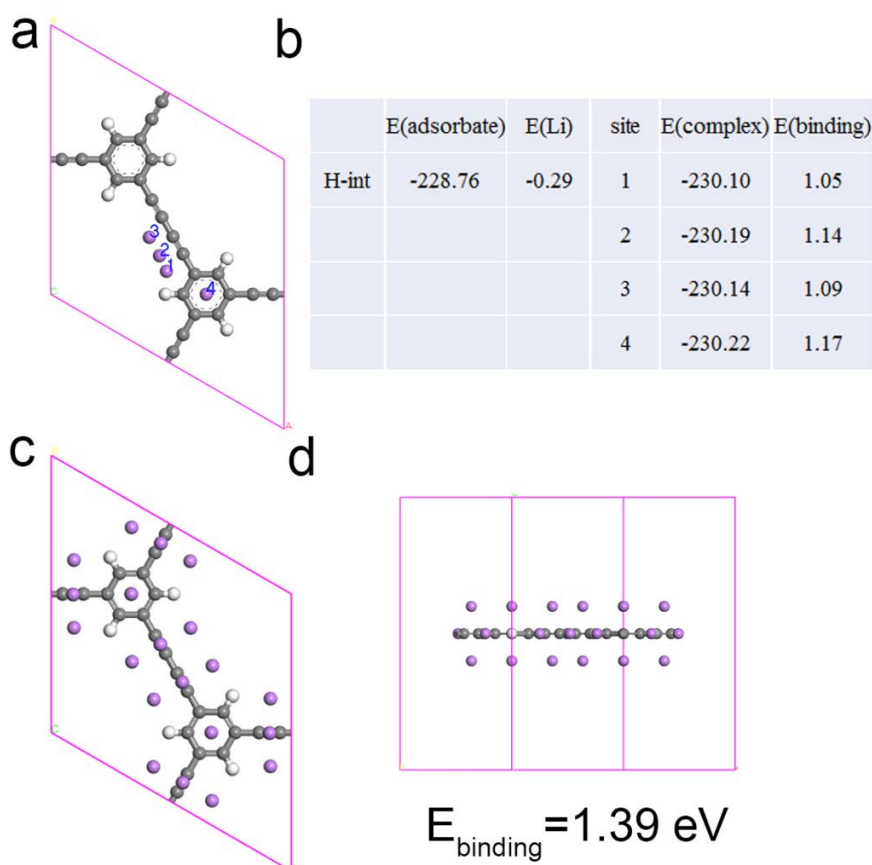 a
b
E(adsorbate) E(Li) site E(complex) E(binding)
H-int -228.76 -0.29 1 -230.10 1.05
2 -230.19 1.14
3 -230.14 1.09
4 -230.22 1.17
3
2
1
4
C
A
c
d
C
E_binding=1.39 eV